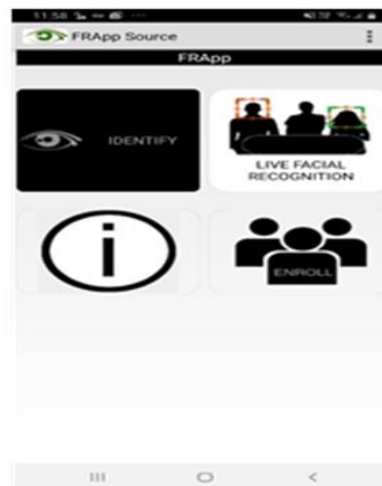 11:58
FRApp Source
FRApp
IDENTIFY
LIVE FACIAL
RECOGNITION
i
ENROLL